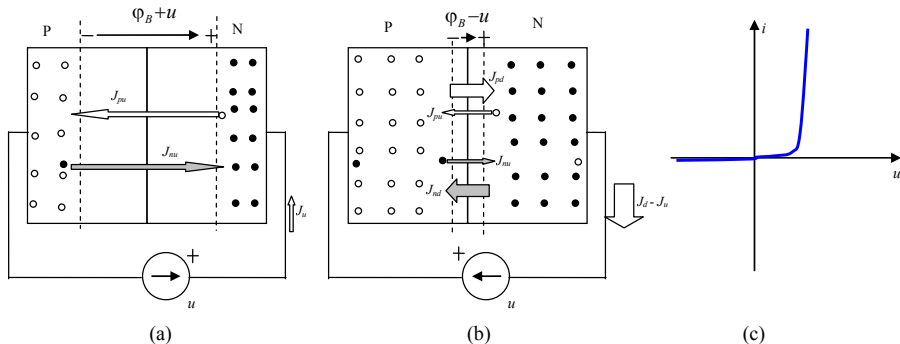 φB+u
P
−
+
N
Jpu
Jnu
Ju
+
u
(a)
φB−u
P
−
+
N
Jpd
Jpu
Jnu
Jnd
Jd - Ju
+
u
(b)
i
u
(c)